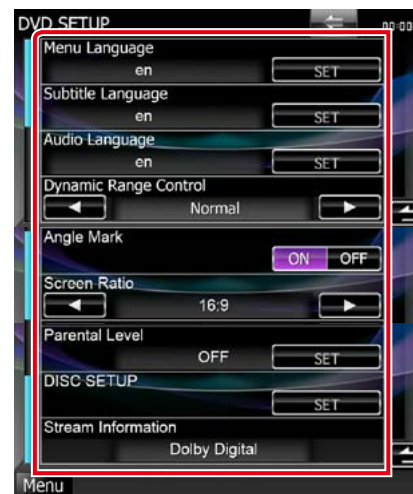 DVD SETUP 00:00
Menu Language
en SET
Subtitle Language
en SET
Audio Language
en SET
Dynamic Range Control
Normal
Angle Mark
ON OFF
Screen Ratio
16:9
Parental Level
OFF SET
DISC SETUP
SET
Stream Information
Dolby Digital
Menu